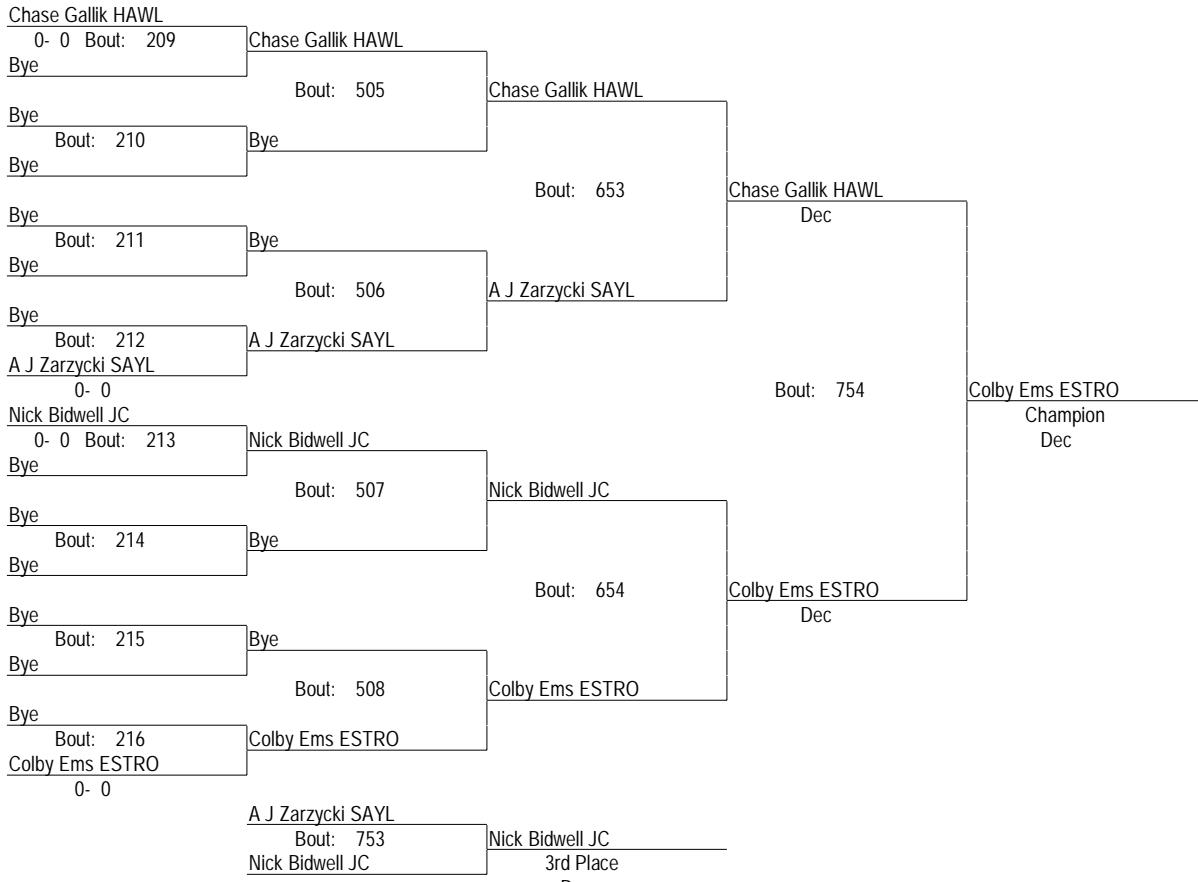 Chase Gallik HAWL
0- 0 Bout: 209
Bye
Chase Gallik HAWL
Bout: 505
Chase Gallik HAWL
Bye
Bout: 210
Bye
Bye
Bout: 653
Chase Gallik HAWL
Dec
Bye
Bout: 211
Bye
Bye
Bout: 506
A J Zarzycki SAYL
Bye
Bout: 212
A J Zarzycki SAYL
A J Zarzycki SAYL
0- 0
Bout: 754
Colby Ems ESTRO
Champion
Dec
Nick Bidwell JC
0- 0 Bout: 213
Bye
Nick Bidwell JC
Bout: 507
Nick Bidwell JC
Bye
Bout: 214
Bye
Bye
Bout: 654
Colby Ems ESTRO
Dec
Bye
Bout: 215
Bye
Bye
Bout: 508
Colby Ems ESTRO
Bye
Bout: 216
Colby Ems ESTRO
Colby Ems ESTRO
0- 0
A J Zarzycki SAYL
Bout: 753
Nick Bidwell JC
Nick Bidwell JC
3rd Place